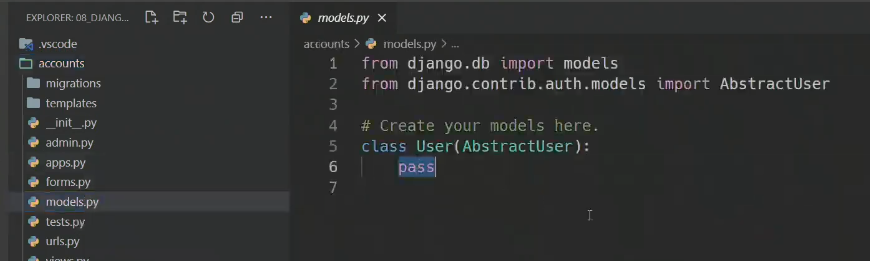 EXPLORER: 08_DJANG...
.vscode
accounts
migrations
templates
__init__.py
admin.py
apps.py
forms.py
models.py
tests.py
urls.py
views.py
models.py
accounts > models.py > ...
1 from django.db import models
2 from django.contrib.auth.models import AbstractUser
3
4 # Create your models here.
5 class User(AbstractUser):
6     pass
7